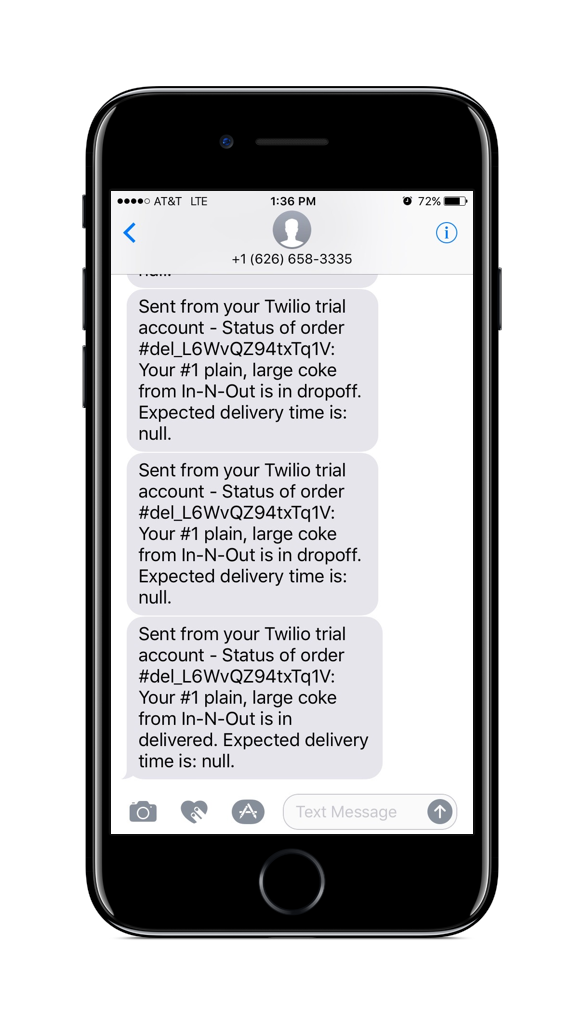 AT&T LTE 1:36 PM 72%
+1 (626) 658-3335
null.
Sent from your Twilio trial
account - Status of order
#del_L6WvQZ94txTq1V:
Your #1 plain, large coke
from In-N-Out is in dropoff.
Expected delivery time is:
null.
Sent from your Twilio trial
account - Status of order
#del_L6WvQZ94txTq1V:
Your #1 plain, large coke
from In-N-Out is in dropoff.
Expected delivery time is:
null.
Sent from your Twilio trial
account - Status of order
#del_L6WvQZ94txTq1V:
Your #1 plain, large coke
from In-N-Out is in
delivered. Expected delivery
time is: null.
Text Message